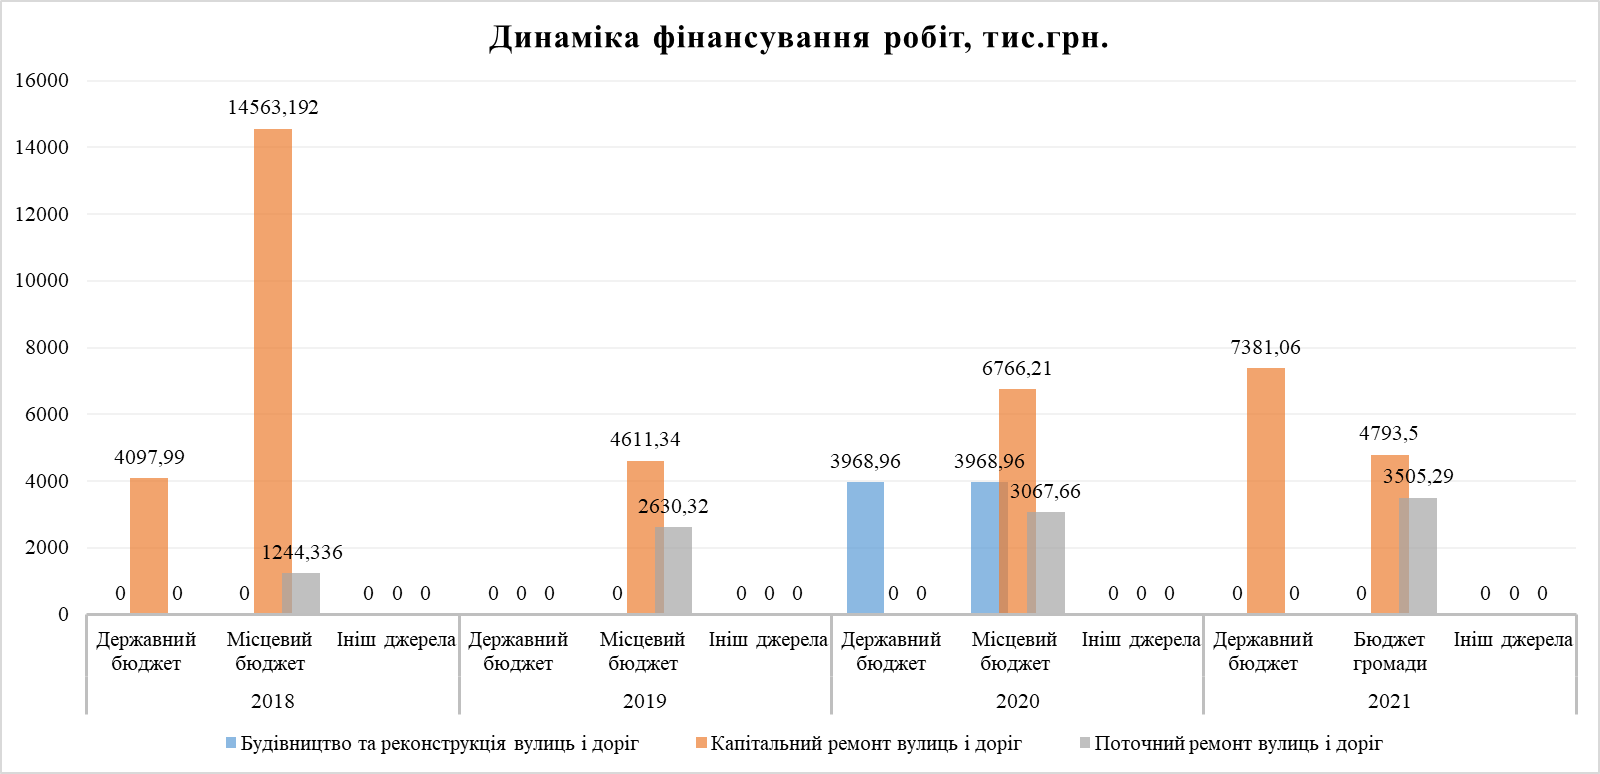 Динаміка фінансування робіт, тис.грн.
16000
14000
12000
10000
8000
6000
4000
2000
0
0 4097,99 0
0 14563,192 1244,336
0 0 0
0 0 0
0 4611,34 2630,32
0 0 0
3968,96 0 0
3968,96 6766,21 3067,66
0 0 0
0 7381,06 0
0 4793,5 3505,29
0 0 0
Державний бюджет
Місцевий бюджет
Ініш джерела
Державний бюджет
Місцевий бюджет
Ініш джерела
Державний бюджет
Місцевий бюджет
Ініш джерела
Державний бюджет
Бюджет громади
Ініш джерела
2018 2019 2020 2021
Будівництво та реконструкція вулиць і доріг
Капітальний ремонт вулиць і доріг
Поточний ремонт вулиць і доріг